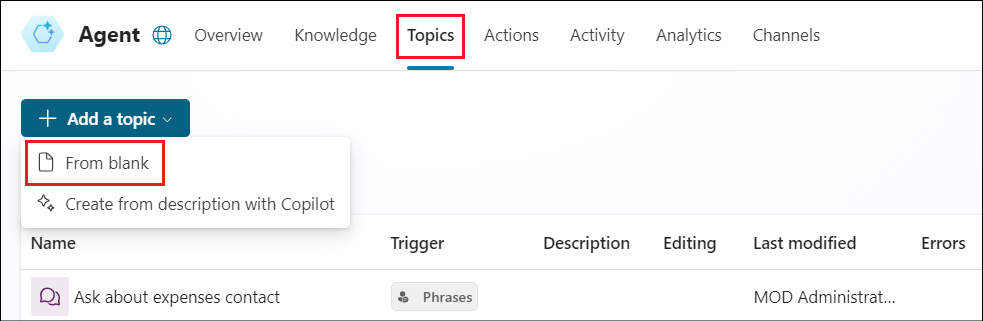 Agent Overview Knowledge Topics Actions Activity Analytics Channels
Add a topic
From blank
Create from description with Copilot
Name Trigger Description Editing Last modified Errors
Ask about expenses contact Phrases MOD Administrat...